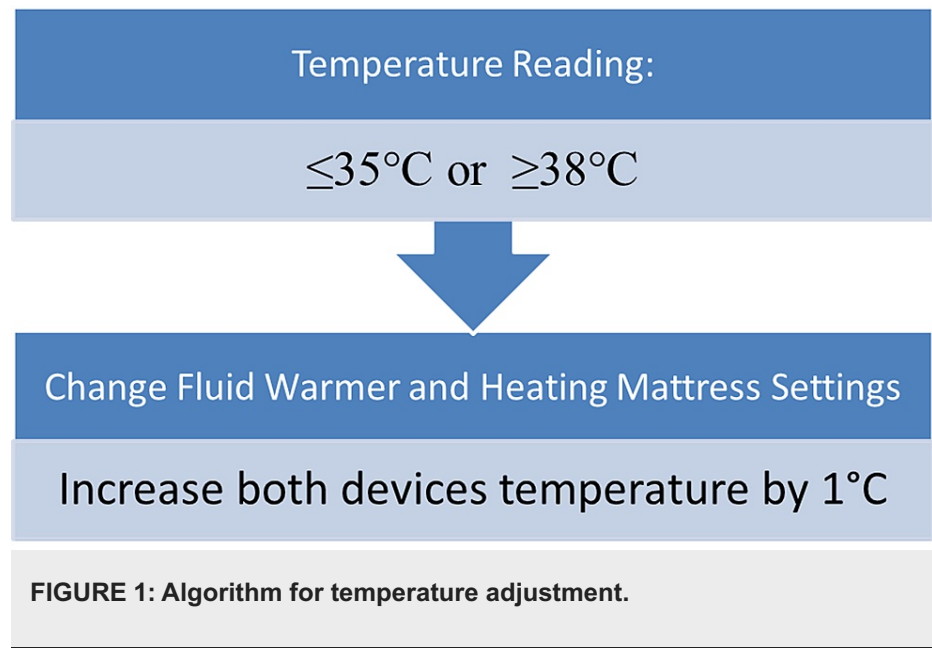 Temperature Reading:
≤35°C or ≥38°C
Change Fluid Warmer and Heating Mattress Settings
Increase both devices temperature by 1°C
FIGURE 1: Algorithm for temperature adjustment.